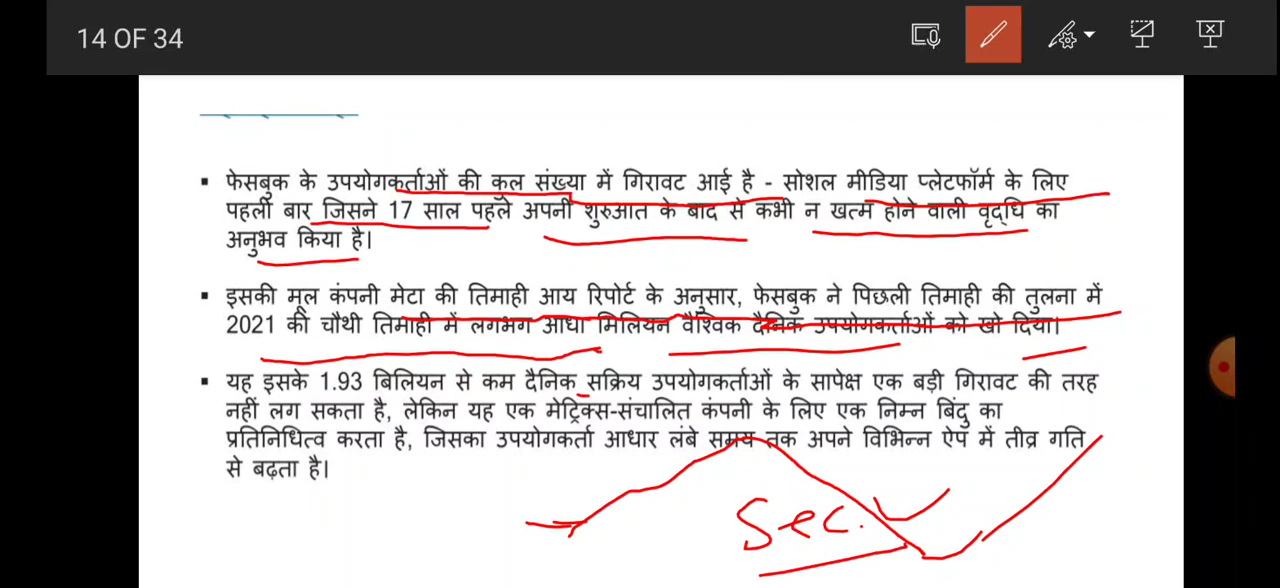 14 OF 34
▪ फेसबुक के उपयोगकर्ताओं की कुल संख्या में गिरावट आई है - सोशल मीडिया प्लेटफॉर्म के लिए
पहली बार जिसने 17 साल पहले अपनी शुरुआत के बाद से कभी न खत्म होने वाली वृद्धि का
अनुभव किया है।
▪ इसकी मूल कंपनी मेटा की तिमाही आय रिपोर्ट के अनुसार, फेसबुक ने पिछली तिमाही की तुलना में
2021 की चौथी तिमाही में लगभग आधा मिलियन वैश्विक दैनिक उपयोगकर्ताओं को खो दिया।
▪ यह इसके 1.93 बिलियन से कम दैनिक सक्रिय उपयोगकर्ताओं के सापेक्ष एक बड़ी गिरावट की तरह
नहीं लग सकता है, लेकिन यह एक मेट्रिक्स-संचालित कंपनी के लिए एक निम्न बिंदु का
प्रतिनिधित्व करता है, जिसका उपयोगकर्ता आधार लंबे समय तक अपने विभिन्न ऐप में तीव्र गति
से बढ़ता है।
Sec.